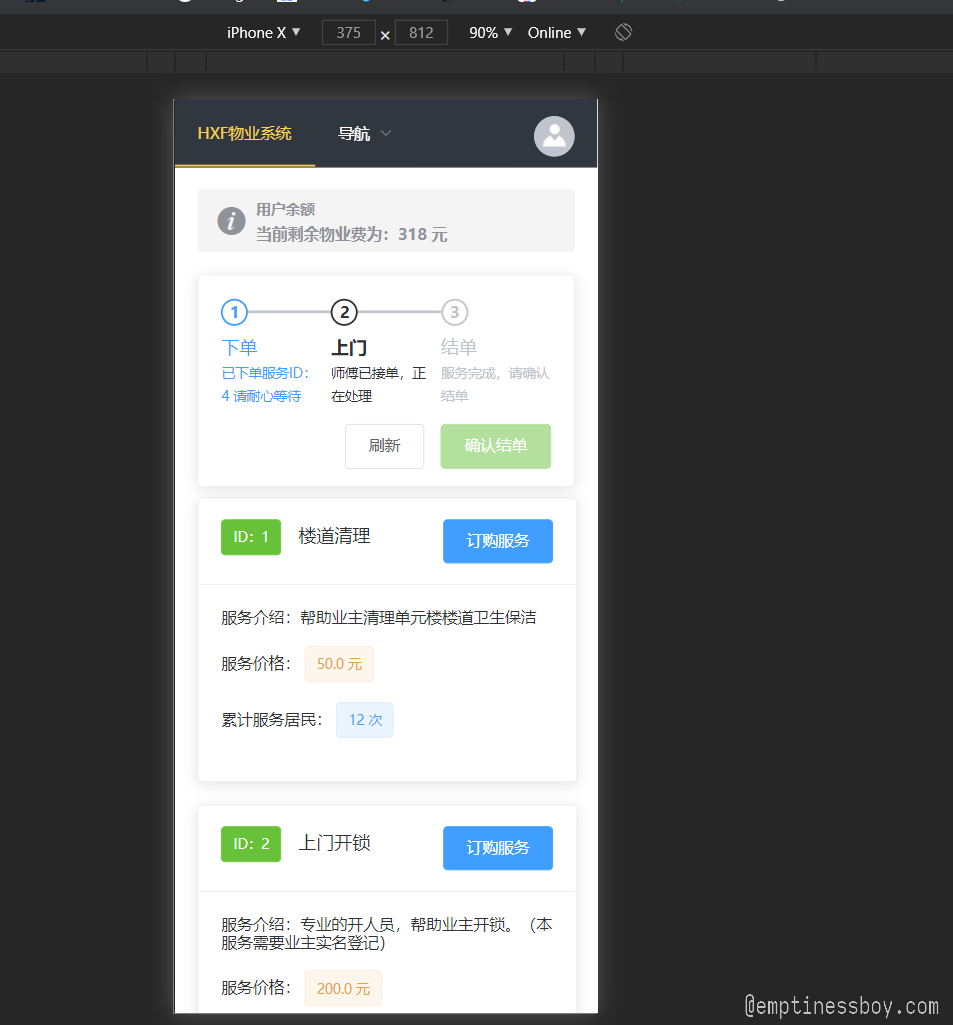 iPhone X ▼ 375 × 812 90% ▼ Online ▼
HXF物业系统 导航
用户余额
当前剩余物业费为：318 元
1 2 3
下单 上门 结单
已下单服务ID： 师傅已接单，正 服务完成，请确认
4 请耐心等待 在处理 结单
刷新 确认结单
ID：1 楼道清理 订购服务
服务介绍：帮助业主清理单元楼楼道卫生保洁
服务价格： 50.0 元
累计服务居民： 12 次
ID：2 上门开锁 订购服务
服务介绍：专业的开人员，帮助业主开锁。（本
服务需要业主实名登记）
服务价格： 200.0 元
@emptinessboy.com